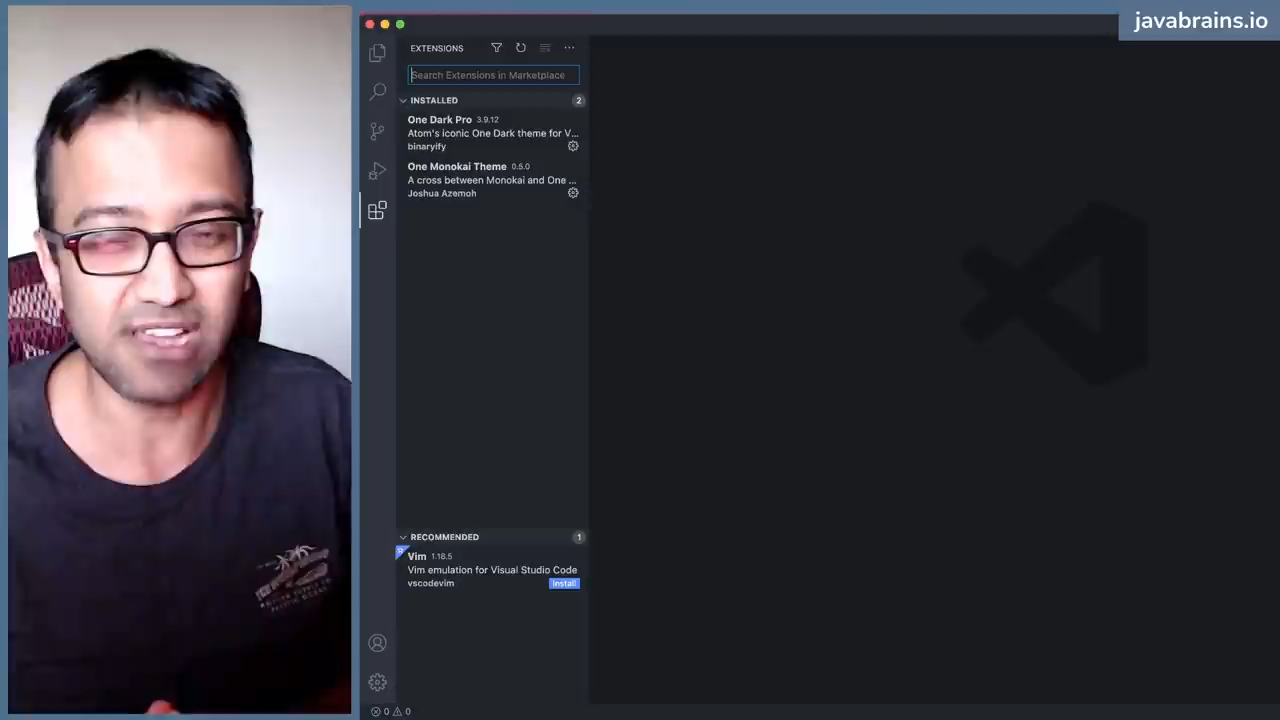 javabrains.io
EXTENSIONS
Search Extensions in Marketplace
INSTALLED 2
One Dark Pro 3.9.12
Atom's iconic One Dark theme for V...
binaryify
One Monokai Theme 0.5.0
A cross between Monokai and One ...
Joshua Azemoh
RECOMMENDED 1
Vim 1.18.5
Vim emulation for Visual Studio Code
vscodevim Install
0 0